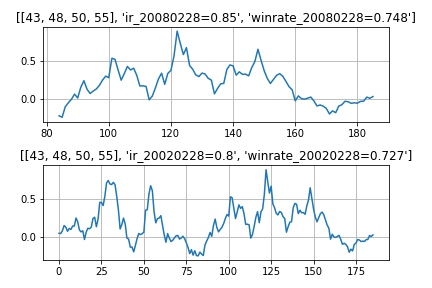 [[43, 48, 50, 55], 'ir_20080228=0.85', 'winrate_20080228=0.748']
0.5
0.0
80 100 120 140 160 180
[[43, 48, 50, 55], 'ir_20020228=0.8', 'winrate_20020228=0.727']
0.5
0.0
0 25 50 75 100 125 150 175